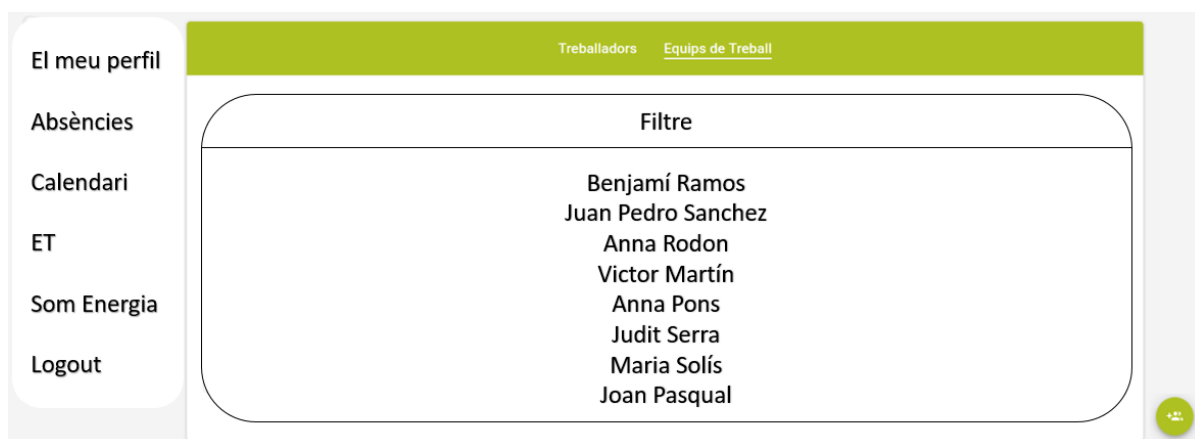 El meu perfil
Absències
Calendari
ET
Som Energia
Logout
Treballadors Equips de Treball
Filtre
Benjamí Ramos
Juan Pedro Sanchez
Anna Rodon
Victor Martín
Anna Pons
Judit Serra
Maria Solís
Joan Pasqual